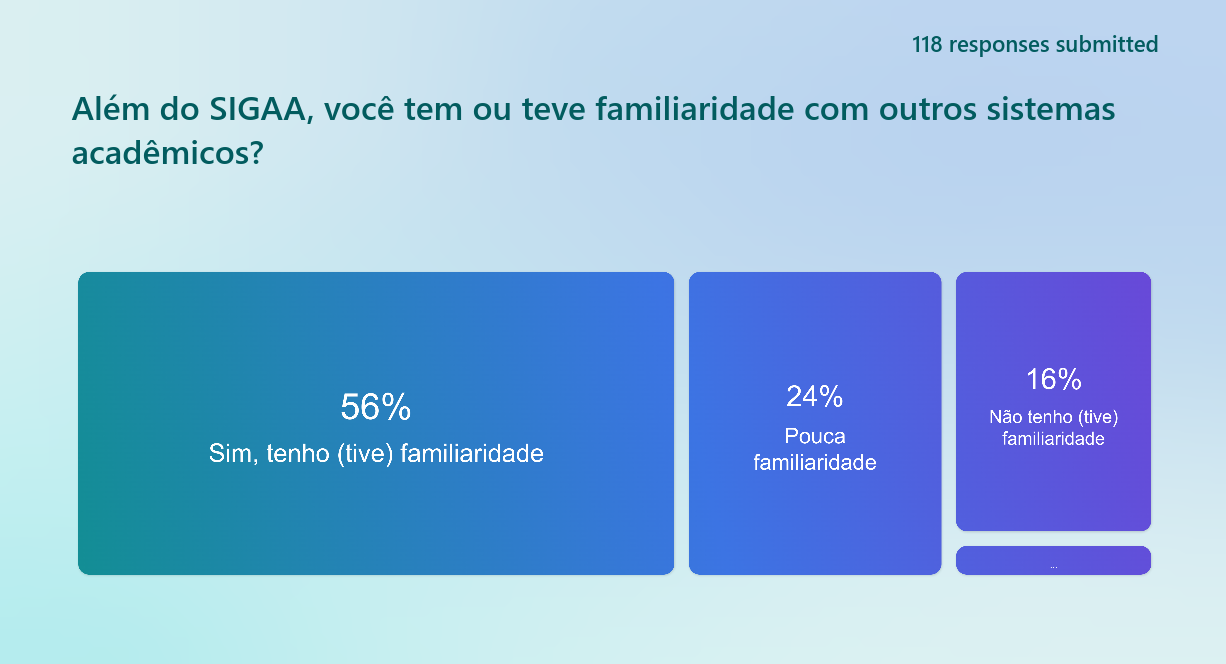 118 responses submitted
Além do SIGAA, você tem ou teve familiaridade com outros sistemas
acadêmicos?
56%
Sim, tenho (tive) familiaridade
24%
Pouca
familiaridade
16%
Não tenho (tive)
familiaridade
...